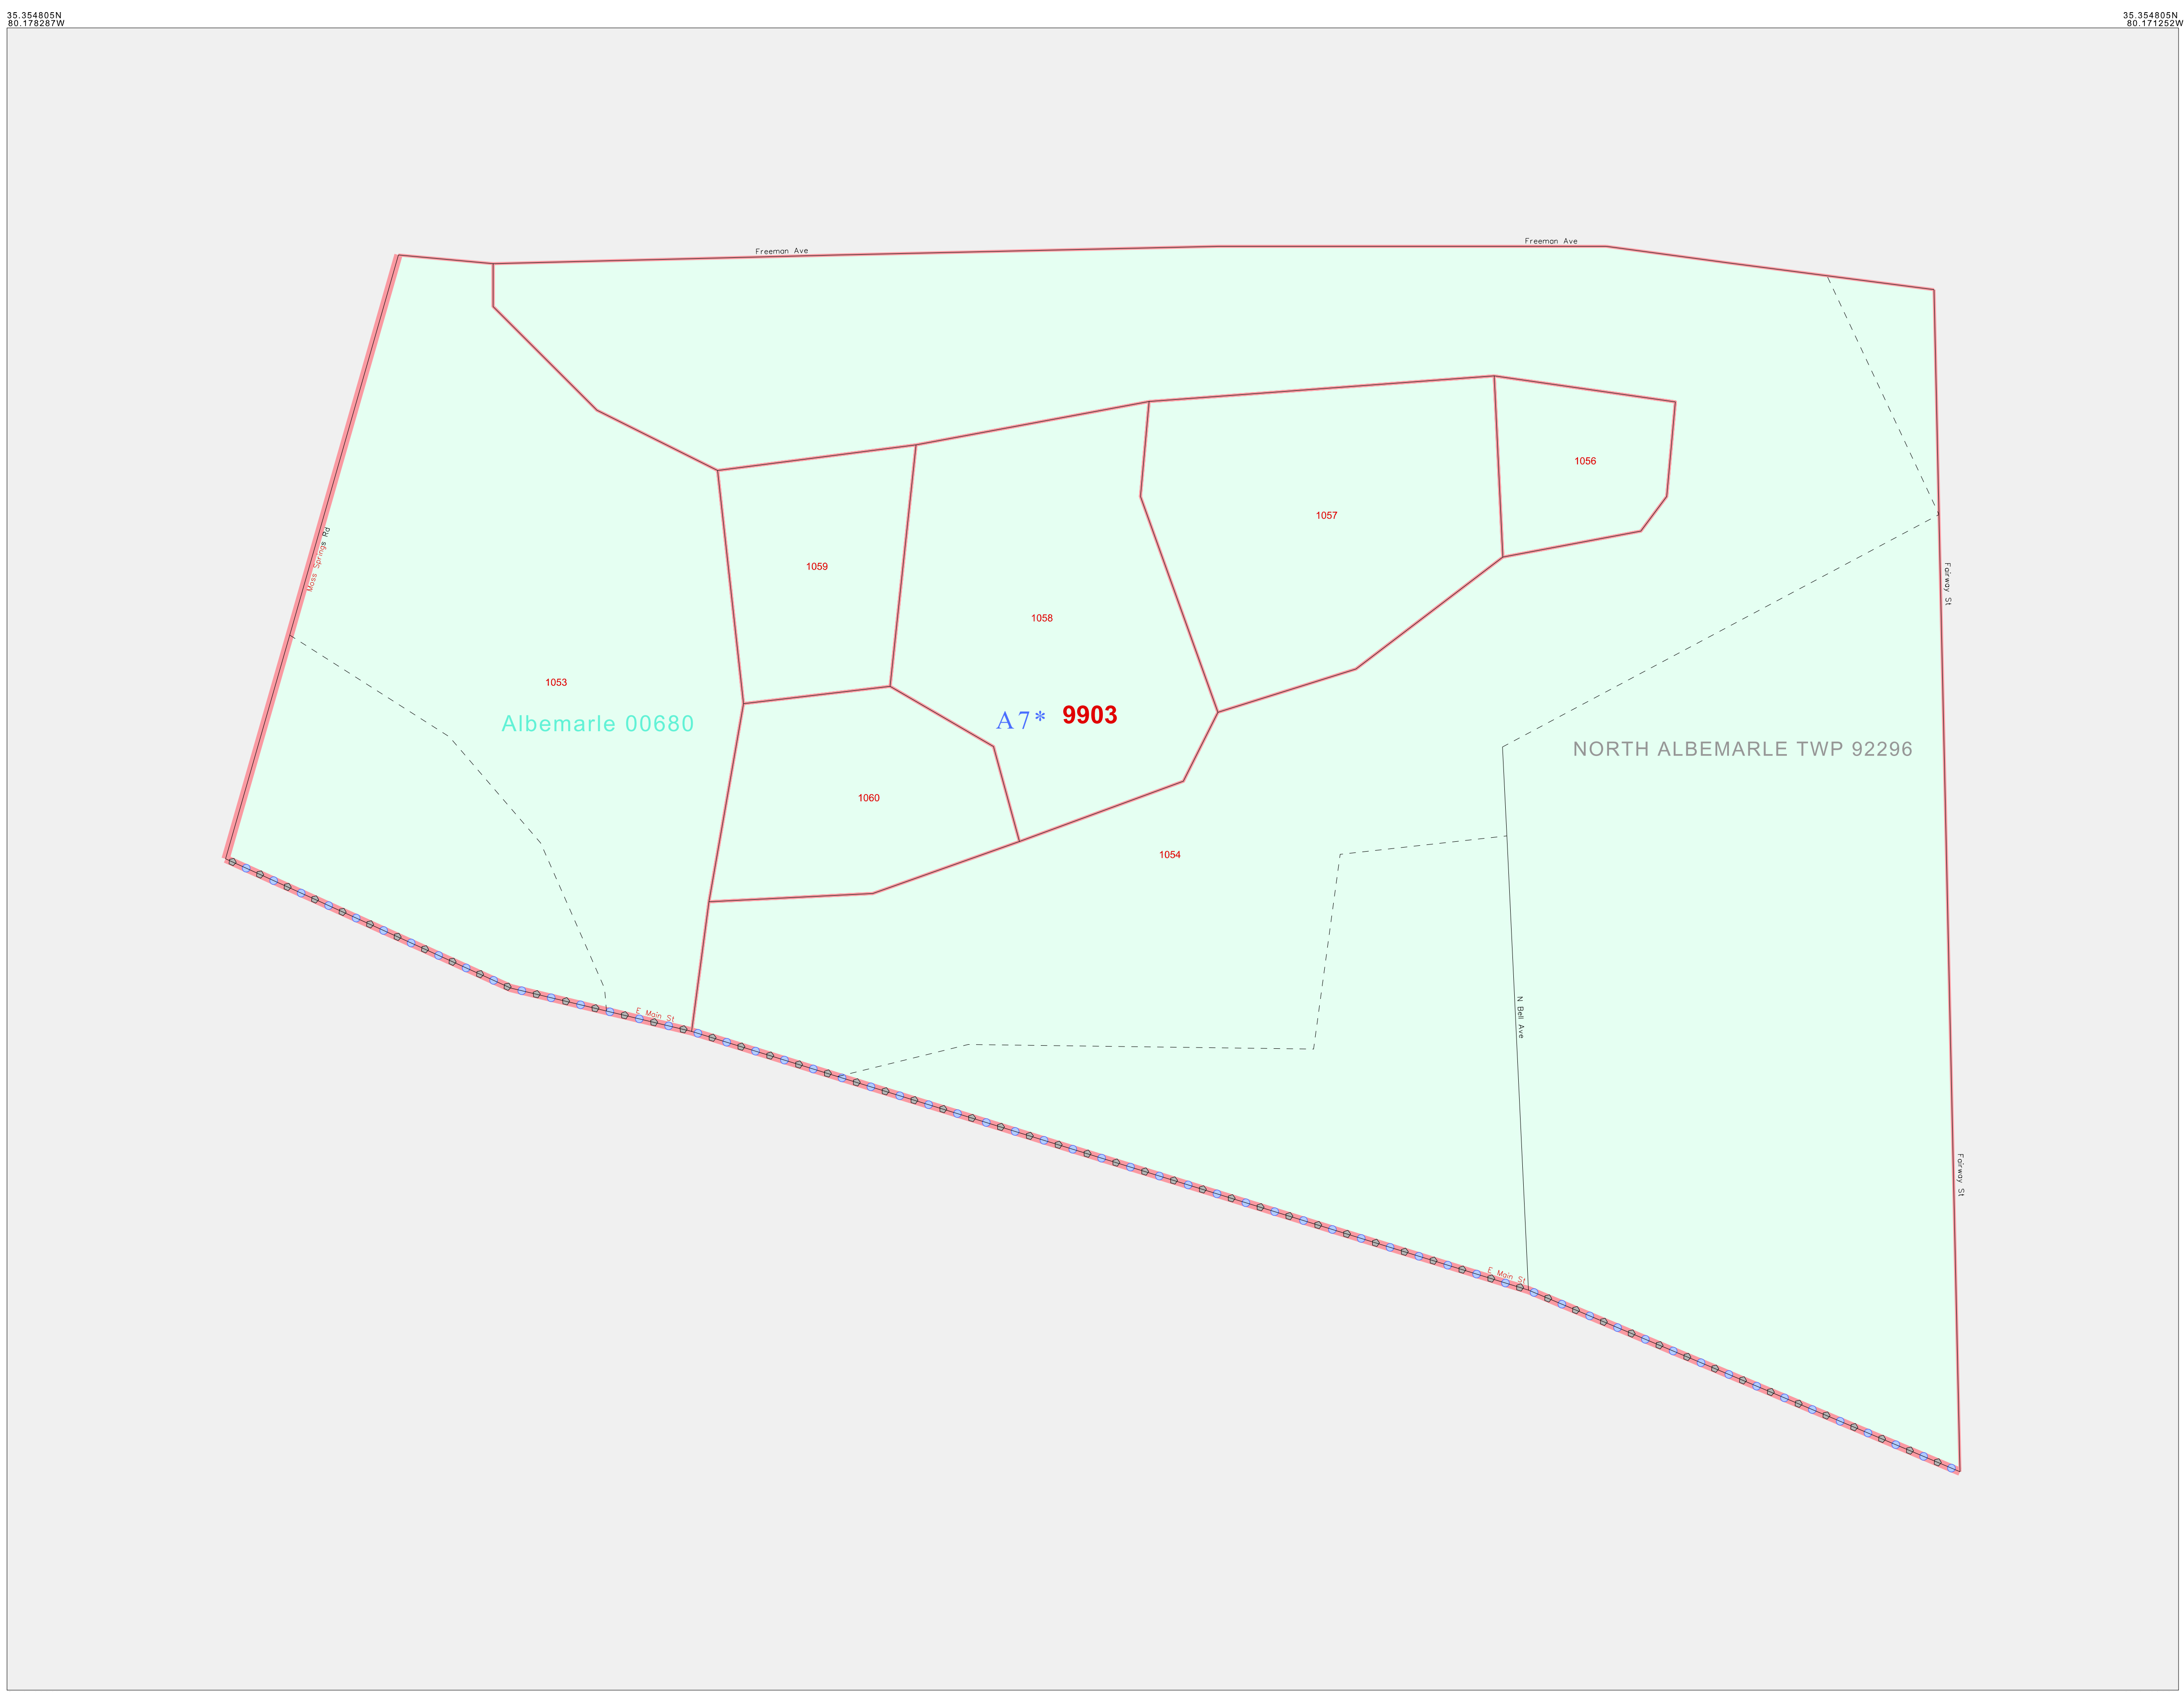 35.354805N
80.178287W
35.354805N
80.171252W
Freeman Ave
Freeman Ave
1056
1057
Moss Springs Rd
1059
Fairway St
1058
1053
Albemarle 00680
A7*
9903
NORTH ALBEMARLE TWP 92296
1060
1054
E Main St
N Bell Ave
Fairway St
E Main St